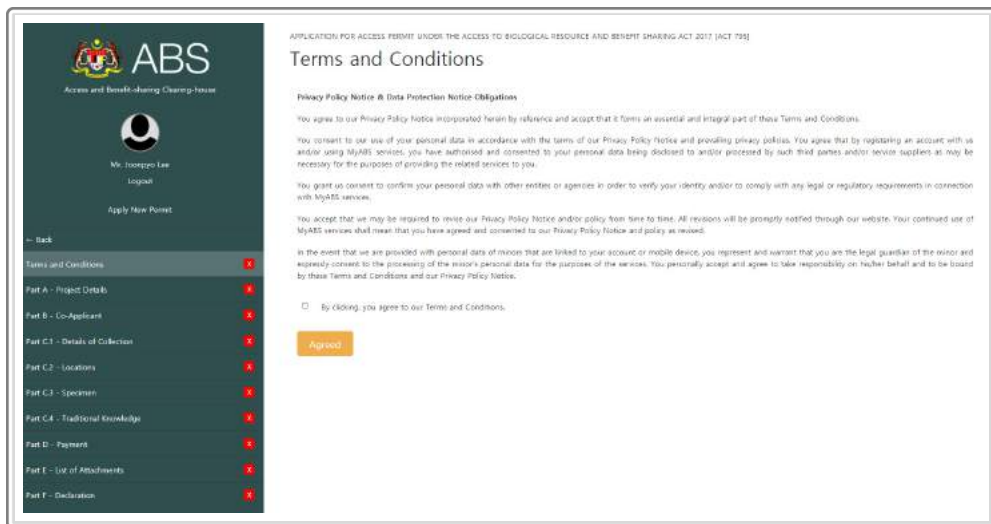 ABS
Access and Benefit-sharing Clearing-house
Mr. Joonpyo Lee
Logout
Apply New Permit
← Back
Terms and Conditions X
Part A - Project Details X
Part B - Co-Applicant X
Part C.1 - Details of Collection X
Part C.2 - Locations X
Part C.3 - Specimen X
Part C.4 - Traditional Knowledge X
Part D - Payment X
Part E - List of Attachments X
Part F - Declaration X
APPLICATION FOR ACCESS PERMIT UNDER THE ACCESS TO BIOLOGICAL RESOURCE AND BENEFIT SHARING ACT 2017 [ACT 795]
Terms and Conditions
Privacy Policy Notice & Data Protection Notice Obligations
You agree to our Privacy Policy Notice incorporated herein by reference and accept that it forms an essential and integral part of these Terms and Conditions.
You consent to our use of your personal data in accordance with the terms of our Privacy Policy Notice and prevailing privacy policies. You agree that by registering an account with us
and/or using MyABS services, you have authorised and consented to your personal data being disclosed to and/or processed by such third parties and/or service suppliers as may be
necessary for the purposes of providing the related services to you.
You grant us consent to confirm your personal data with other entities or agencies in order to verify your identity and/or to comply with any legal or regulatory requirements in connection
with MyABS services.
You accept that we may be required to revise our Privacy Policy Notice and/or policy from time to time. All revisions will be promptly notified through our website. Your continued use of
MyABS services shall mean that you have agreed and consented to our Privacy Policy Notice and policy as revised.
In the event that we are provided with personal data of minors that are linked to your account or mobile device, you represent and warrant that you are the legal guardian of the minor and
expressly consent to the processing of the minor's personal data for the purposes of the services. You personally accept and agree to take responsibility on his/her behalf and to be bound
by these Terms and Conditions and our Privacy Policy Notice.
By clicking, you agree to our Terms and Conditions.
Agreed